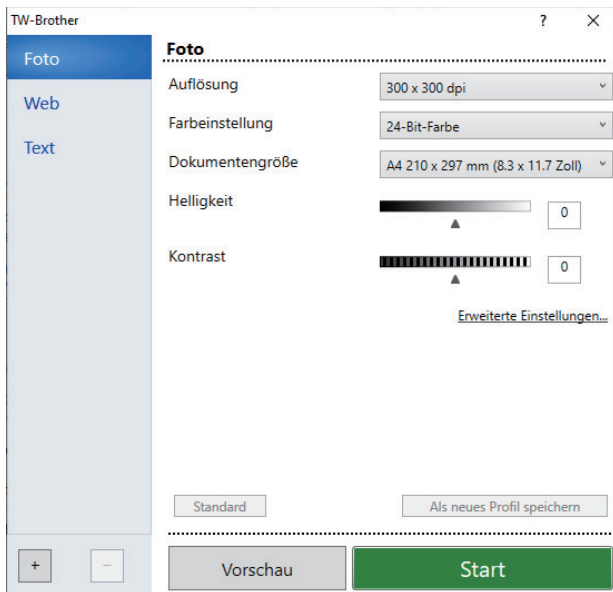 TW-Brother
?
Foto
Web
Text
Foto
Auflösung 300 x 300 dpi
Farbeinstellung 24-Bit-Farbe
Dokumentengröße A4 210 x 297 mm (8.3 x 11.7 Zoll)
Helligkeit 0
Kontrast 0
Erweiterte Einstellungen...
Standard Als neues Profil speichern
+ −
Vorschau Start